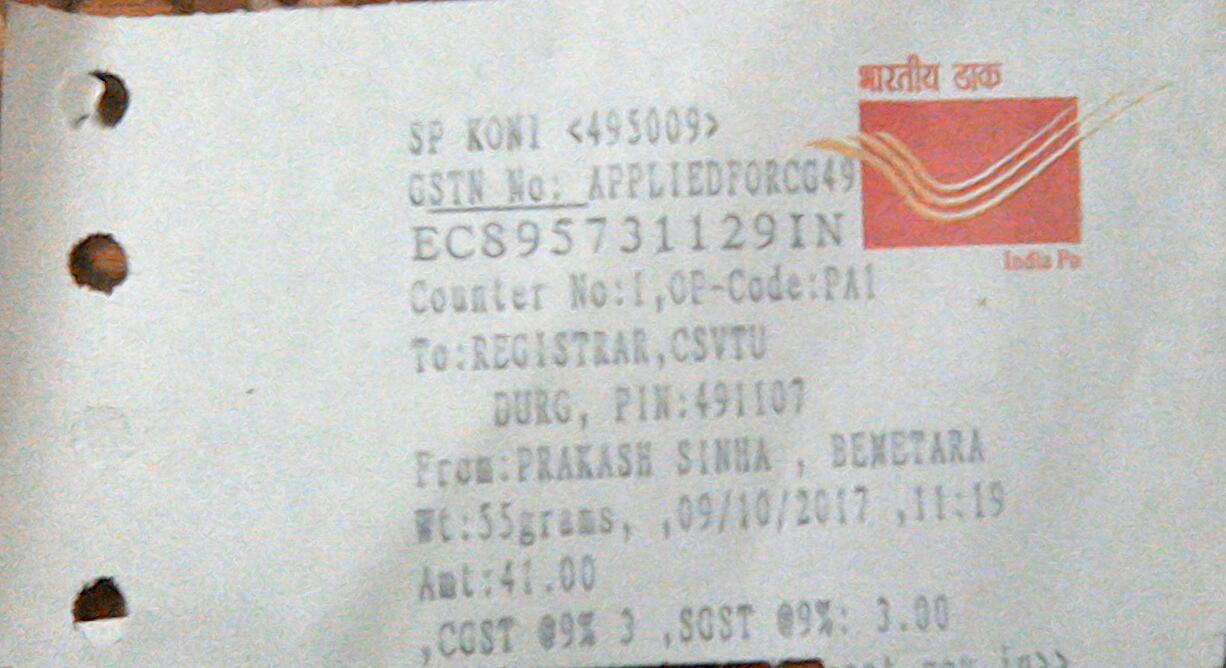 भारतीय डाक
SP KONI <495009>
GSTN No: APPLIEDFORCG49
EC895731129IN
India Po
Counter No:1,OP-Code:PA1
To:REGISTRAR,CSVTU
DURG, PIN:491107
From:PRAKASH SINHA , BEMETARA
Wt:55grams, ,09/10/2017 ,11:19
Amt:41.00
,CGST @9% 3 ,SGST @9%: 3.00